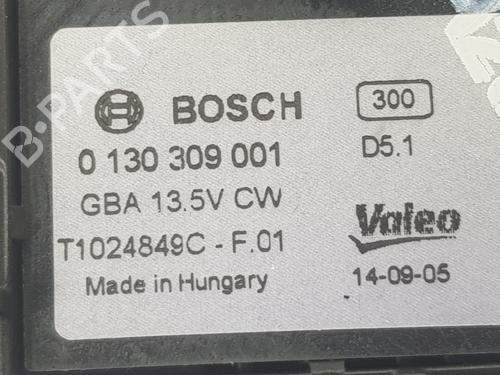 BOSCH 300
0 130 309 001 D5.1
GBA 13.5V CW
T1024849C - F.01 Valeo
Made in Hungary 14-09-05
B-PARTS